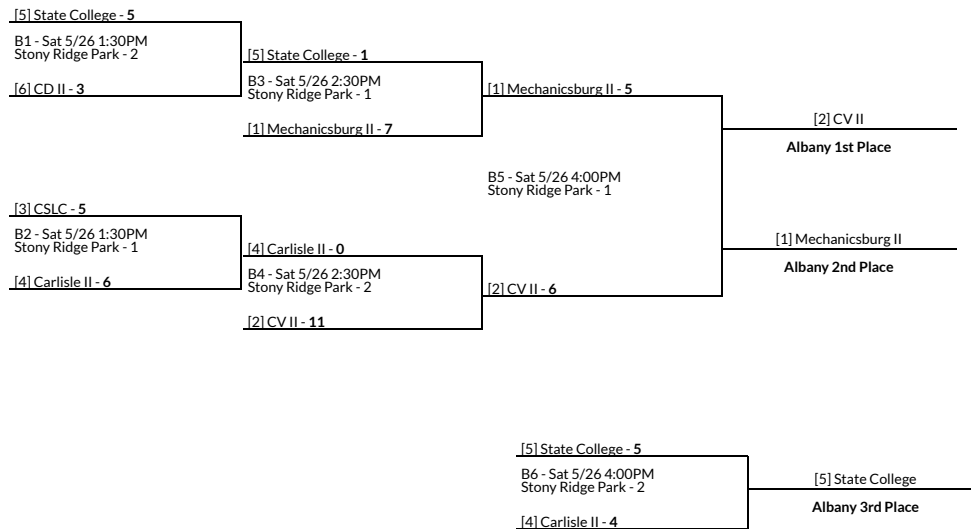 [5] State College - 5
B1 - Sat 5/26 1:30PM
Stony Ridge Park - 2
[6] CD II - 3
[5] State College - 1
B3 - Sat 5/26 2:30PM
Stony Ridge Park - 1
[1] Mechanicsburg II - 7
[1] Mechanicsburg II - 5
B5 - Sat 5/26 4:00PM
Stony Ridge Park - 1
[2] CV II
Albany 1st Place
[3] CSLC - 5
B2 - Sat 5/26 1:30PM
Stony Ridge Park - 1
[4] Carlisle II - 6
[4] Carlisle II - 0
B4 - Sat 5/26 2:30PM
Stony Ridge Park - 2
[2] CV II - 11
[2] CV II - 6
[1] Mechanicsburg II
Albany 2nd Place
[5] State College - 5
B6 - Sat 5/26 4:00PM
Stony Ridge Park - 2
[4] Carlisle II - 4
[5] State College
Albany 3rd Place